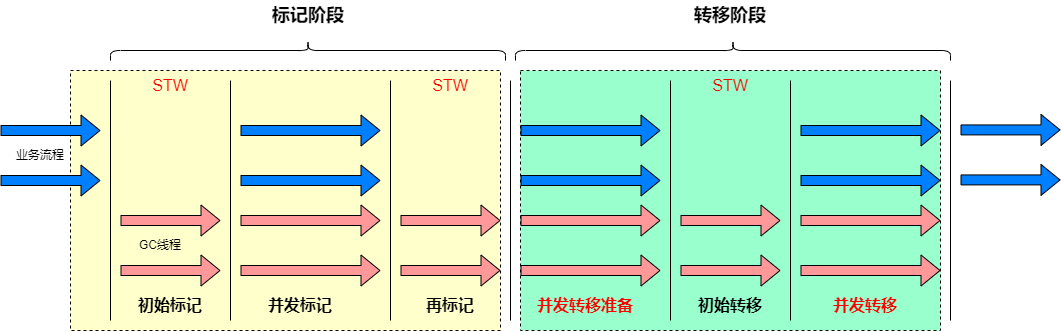 标记阶段
转移阶段
STW
STW
STW
业务流程
GC线程
初始标记
并发标记
再标记
并发转移准备
初始转移
并发转移